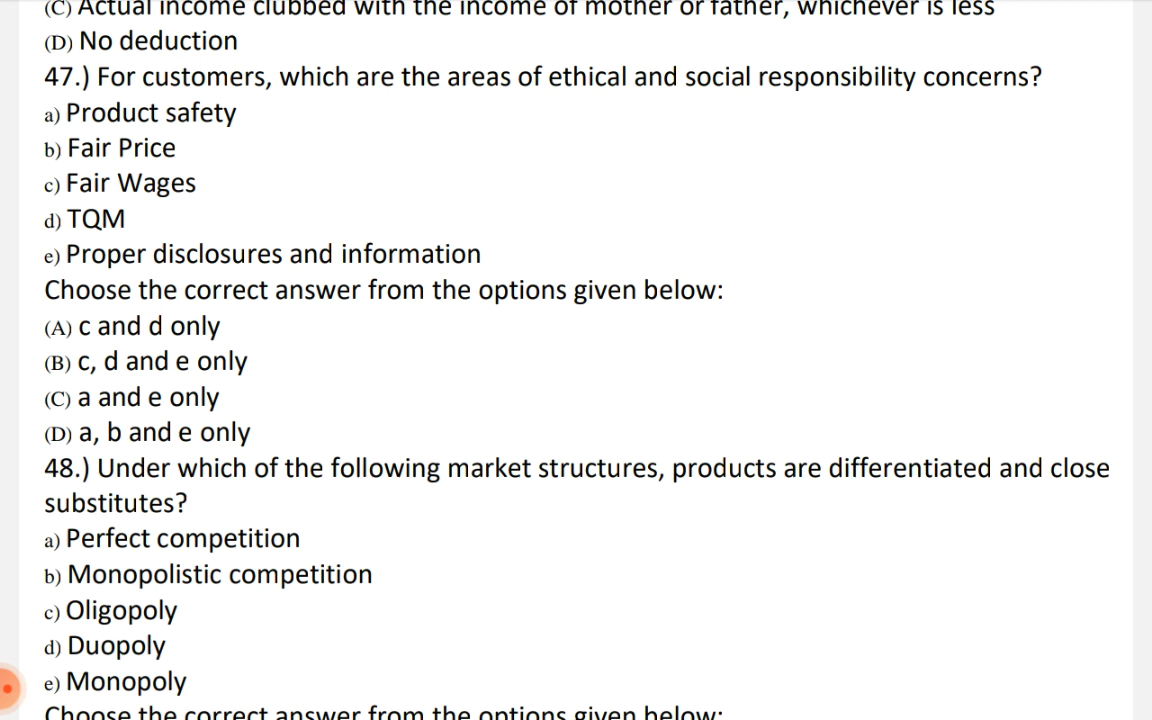 (C) Actual income clubbed with the income of mother or father, whichever is less
(D) No deduction
47.) For customers, which are the areas of ethical and social responsibility concerns?
a) Product safety
b) Fair Price
c) Fair Wages
d) TQM
e) Proper disclosures and information
Choose the correct answer from the options given below:
(A) c and d only
(B) c, d and e only
(C) a and e only
(D) a, b and e only
48.) Under which of the following market structures, products are differentiated and close
substitutes?
a) Perfect competition
b) Monopolistic competition
c) Oligopoly
d) Duopoly
e) Monopoly
Choose the correct answer from the options given below: